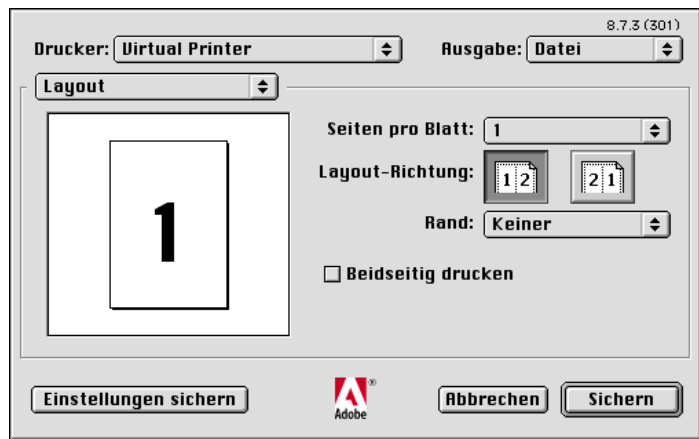 8.7.3 (301)
Drucker: Virtual Printer Ausgabe: Datei
Layout
1
Seiten pro Blatt: 1
Layout-Richtung: 1 2 2 1
Rand: Keiner
Beidseitig drucken
Einstellungen sichern Adobe® Abbrechen Sichern